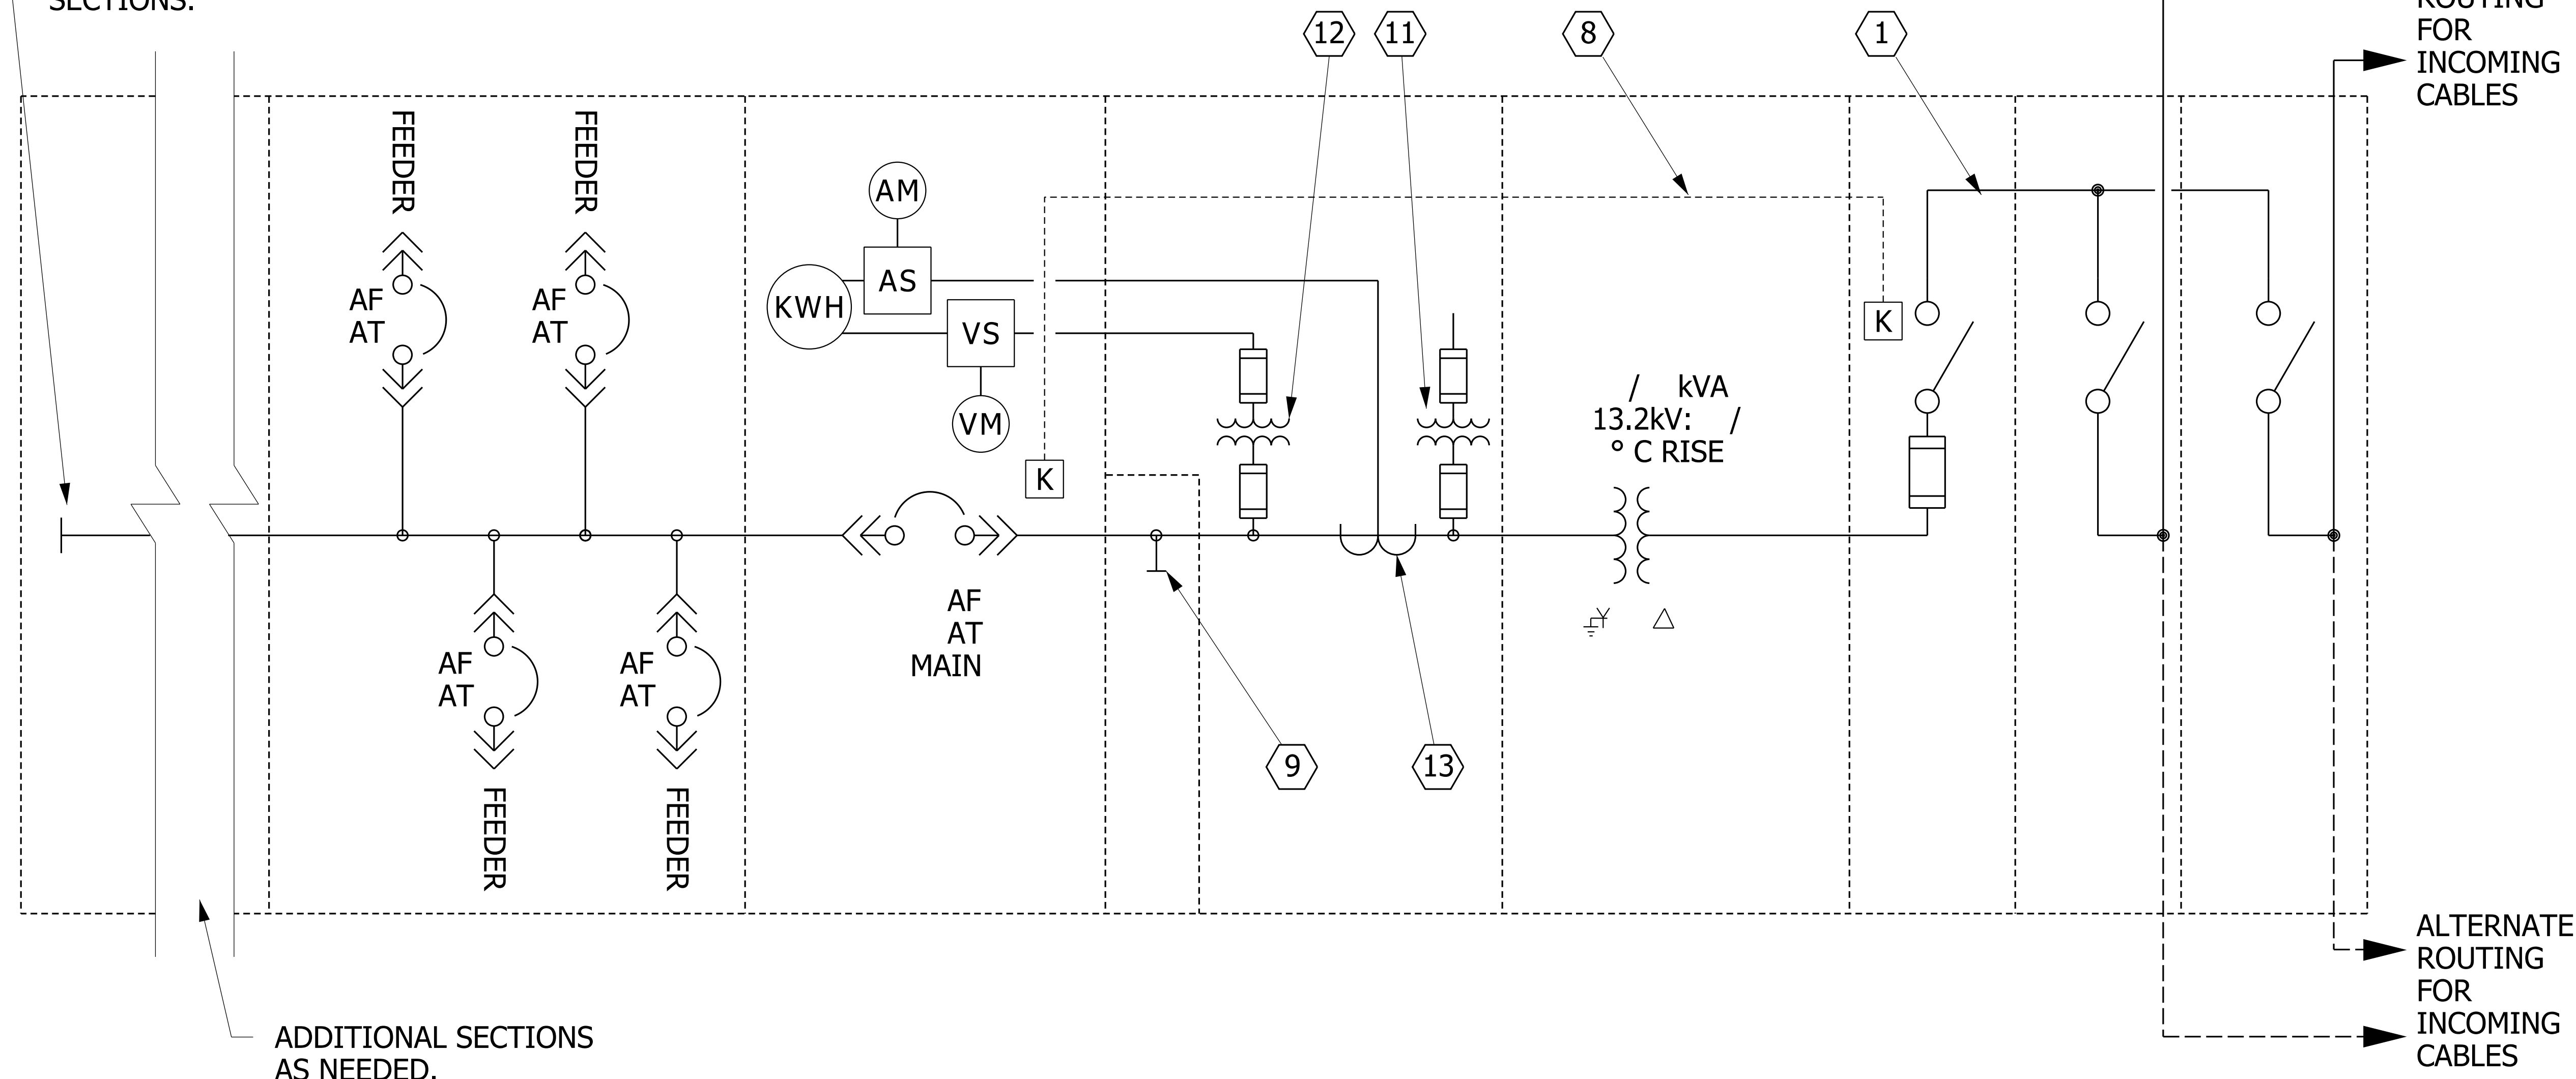 SECTIONS.
12
11
8
1
ROUTING
FOR
INCOMING
CABLES
FEEDER
FEEDER
AM
AS
KWH
VS
VM
AF
AT
AF
AT
K
K
/ kVA
13.2kV: /
° C RISE
AF
AT
MAIN
AF
AT
AF
AT
9
13
FEEDER
FEEDER
ALTERNATE
ROUTING
FOR
INCOMING
CABLES
ADDITIONAL SECTIONS
AS NEEDED.